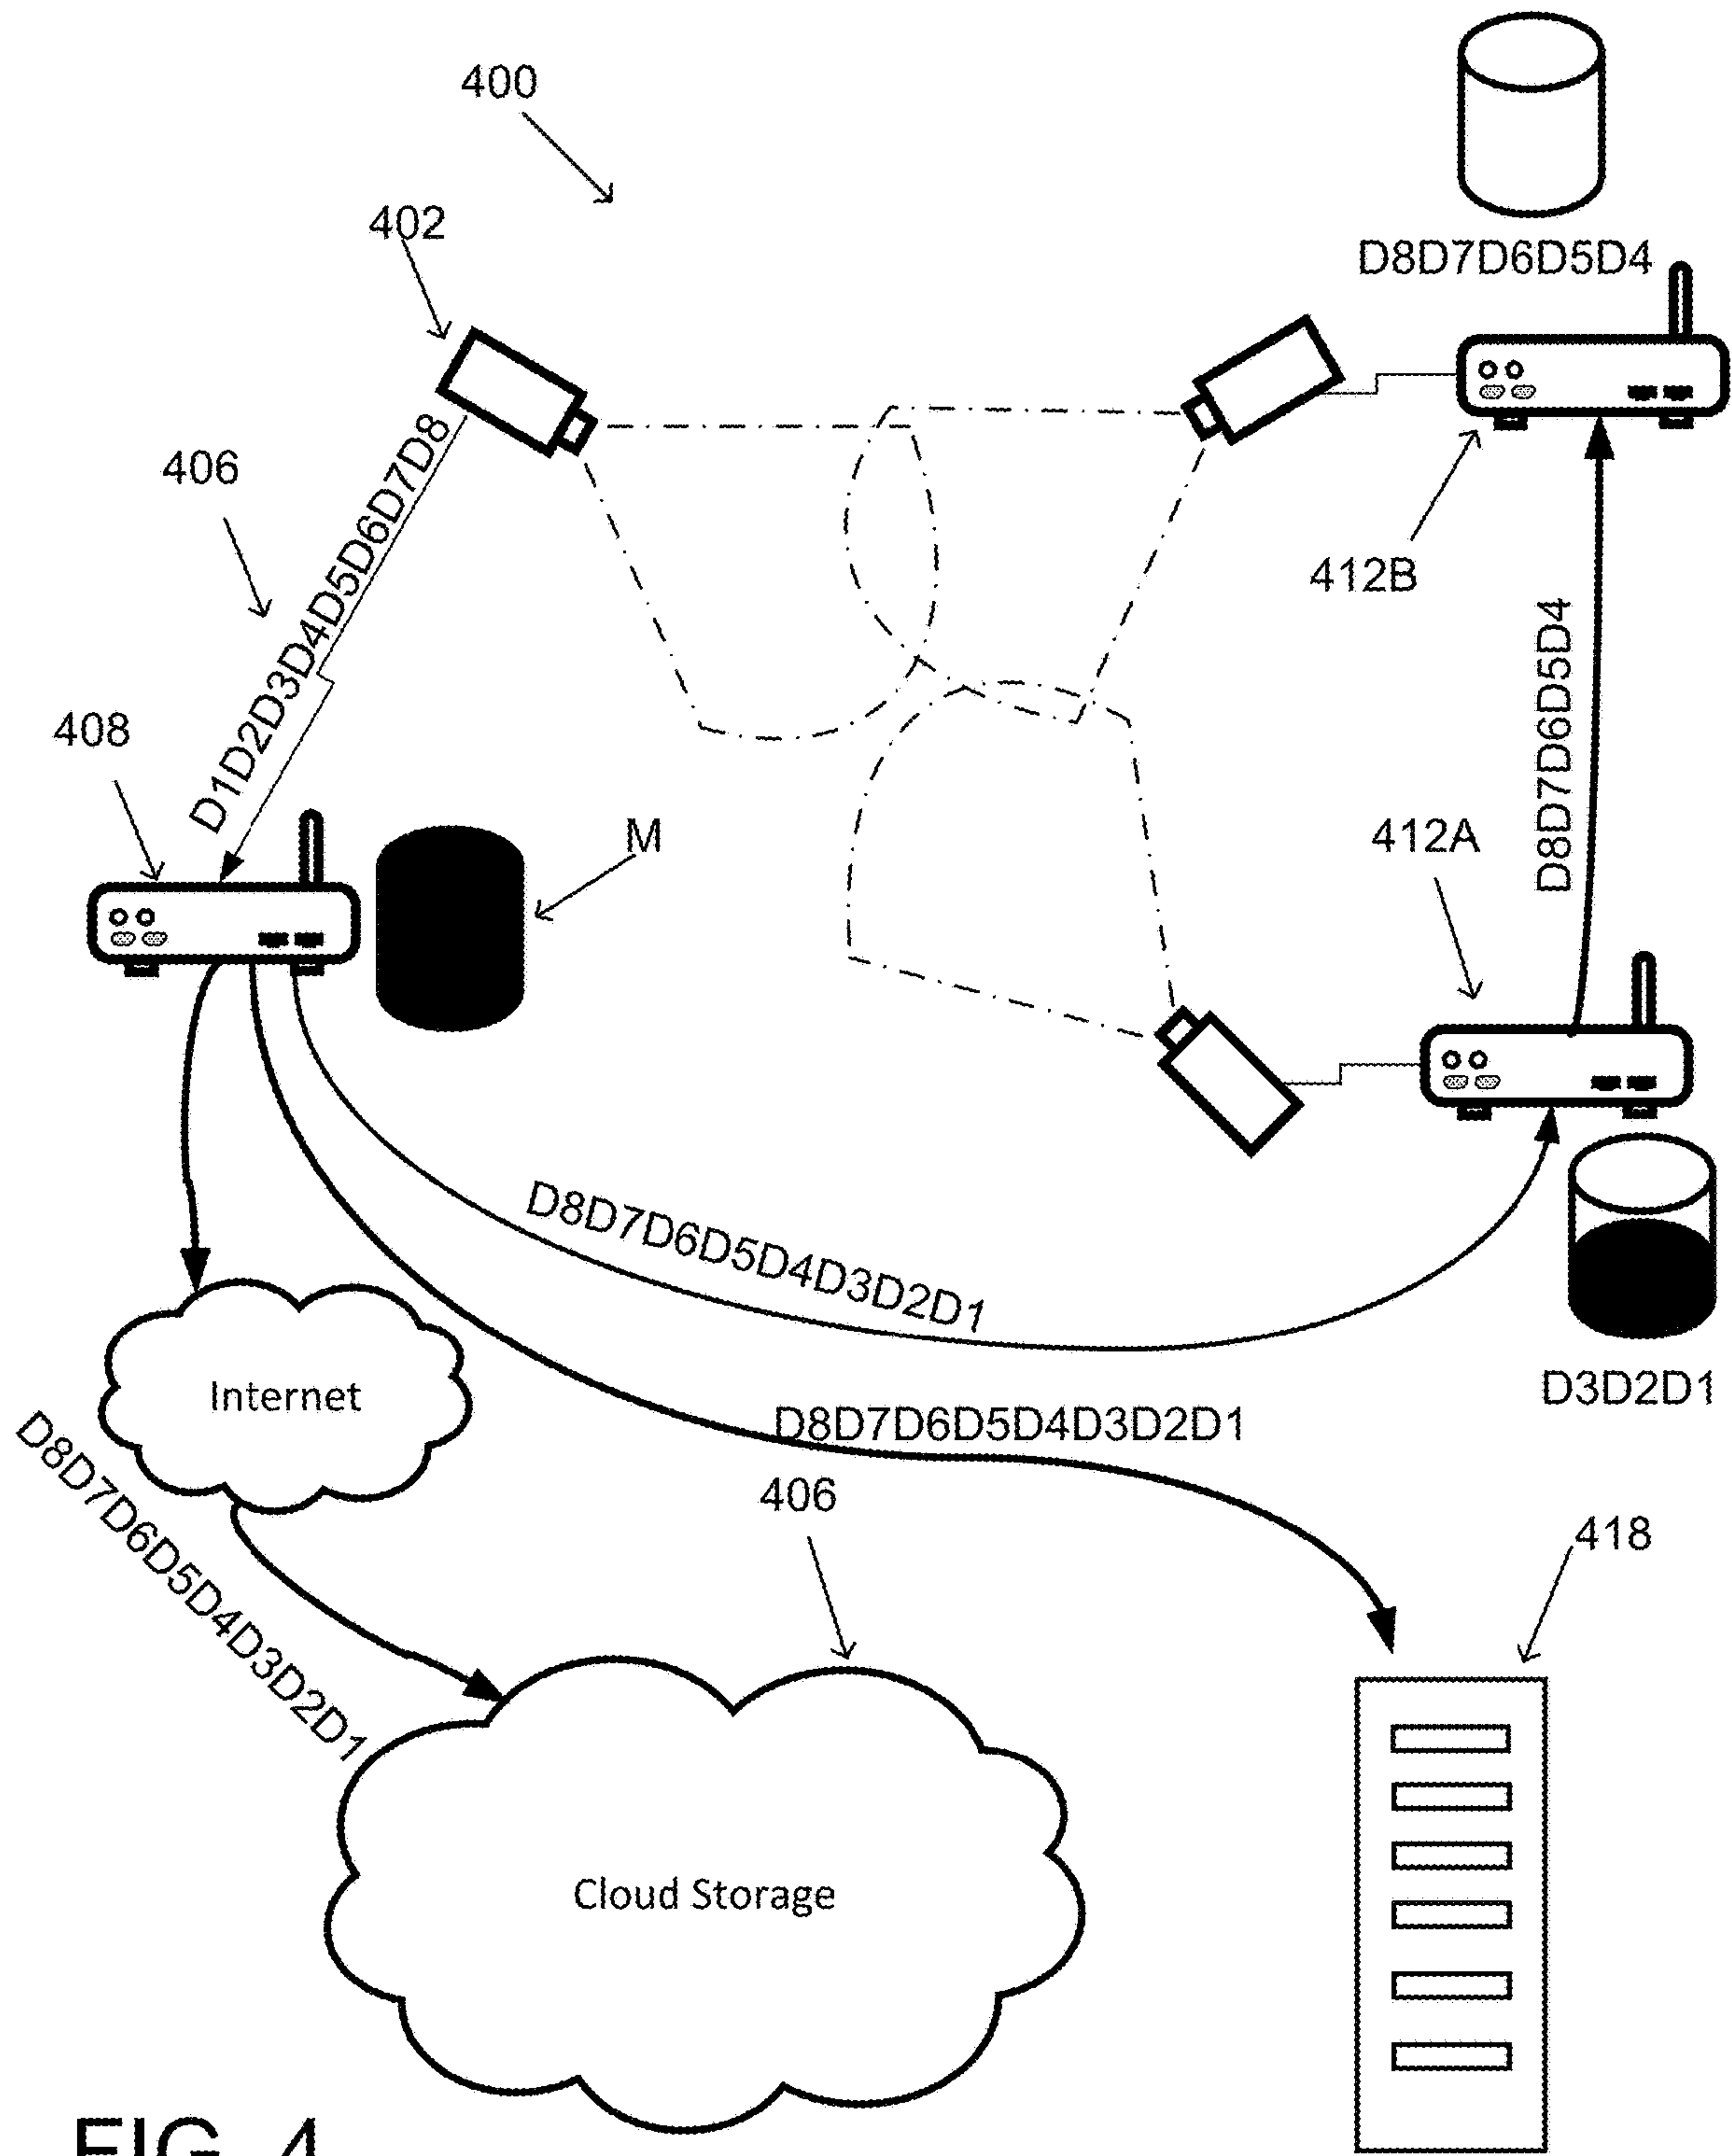 400
402
D8D7D6D5D4
406
D1D2D3D4D5D6D7D8
412B
D8D7D6D5D4
408
M
412A
D8D7D6D5D4D3D2D1
D3D2D1
Internet
D8D7D6D5D4D3D2D1
D8D7D6D5D4D3D2D1
406
418
Cloud Storage
FIG. 4